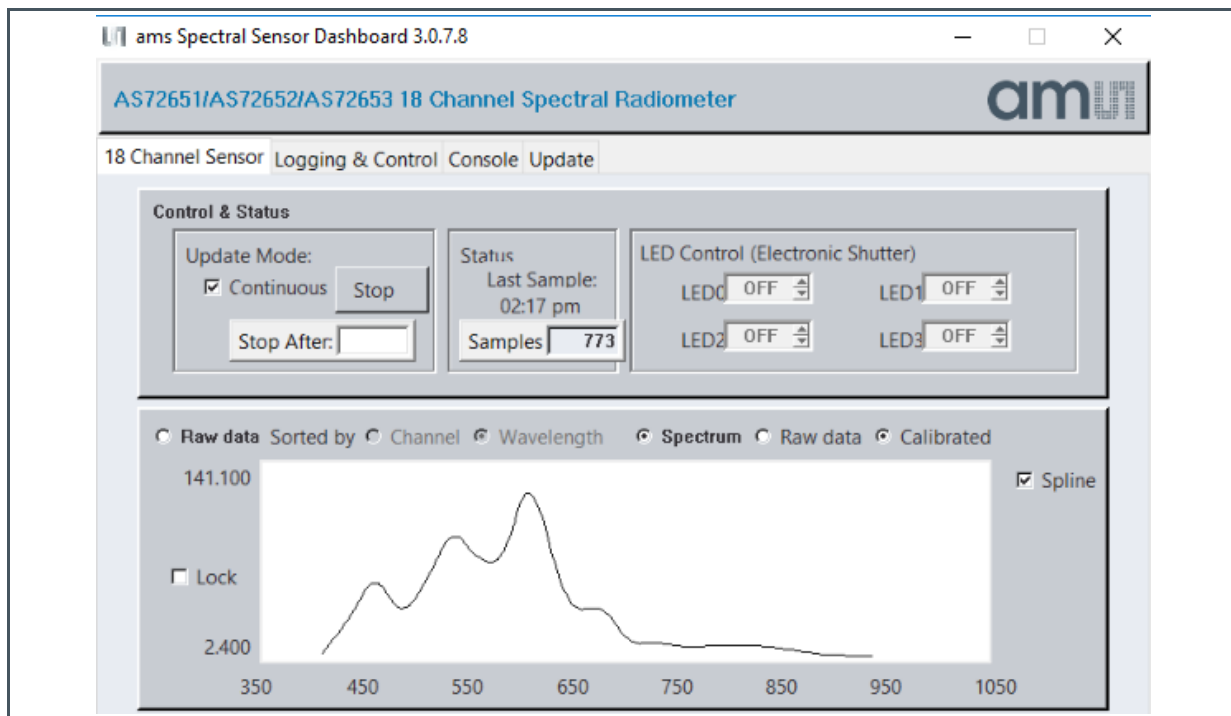 ams Spectral Sensor Dashboard 3.0.7.8
AS72651/AS72652/AS72653 18 Channel Spectral Radiometer
am
18 Channel Sensor Logging & Control Console Update
Control & Status
Update Mode:
Continuous Stop
Stop After:
Status
Last Sample:
02:17 pm
Samples 773
LED Control (Electronic Shutter)
LED0 OFF LED1 OFF
LED2 OFF LED3 OFF
Raw data Sorted by Channel Wavelength Spectrum Raw data Calibrated
141.100
Spline
Lock
2.400
350 450 550 650 750 850 950 1050